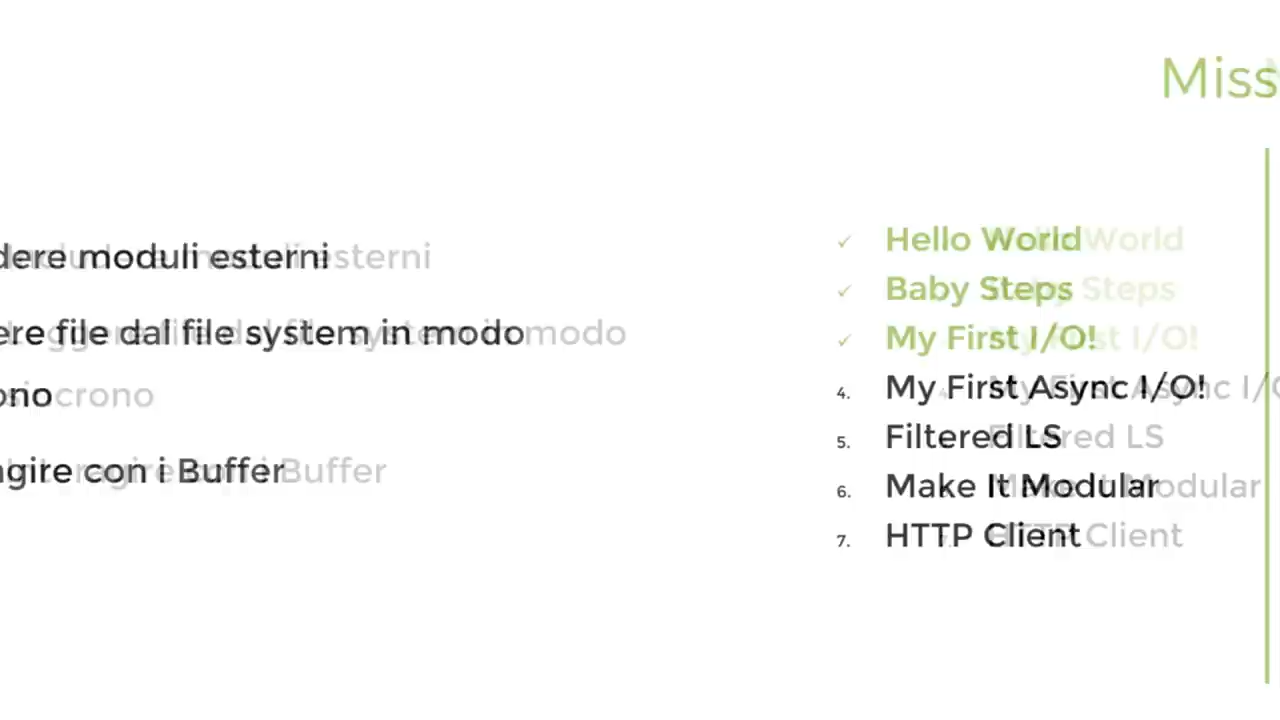 Miss
dere moduli esterni
ere file dal file system in modo
ono
agire con i Buffer
Hello World
Baby Steps
My First I/O!
4. My First Async I/O!
5. Filtered LS
6. Make It Modular
7. HTTP Client